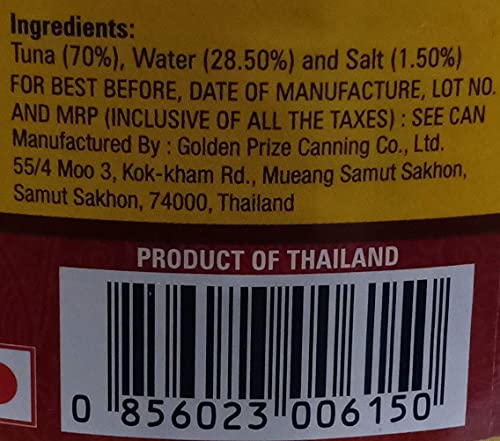 Ingredients:
Tuna (70%), Water (28.50%) and Salt (1.50%)
FOR BEST BEFORE, DATE OF MANUFACTURE, LOT NO.
AND MRP (INCLUSIVE OF ALL THE TAXES) : SEE CAN
Manufactured By : Golden Prize Canning Co., Ltd.
55/4 Moo 3, Kok-kham Rd., Mueang Samut Sakhon,
Samut Sakhon, 74000, Thailand
PRODUCT OF THAILAND
0 856023 006150